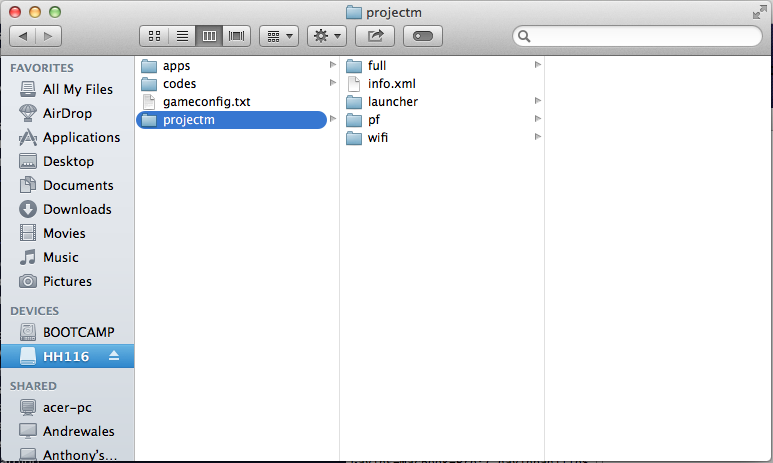 projectm
FAVORITES
All My Files
AirDrop
Applications
Desktop
Documents
Downloads
Movies
Music
Pictures
DEVICES
BOOTCAMP
HH116
SHARED
acer-pc
Andrewales
Anthony's...
apps
codes
gameconfig.txt
projectm
full
info.xml
launcher
pf
wifi